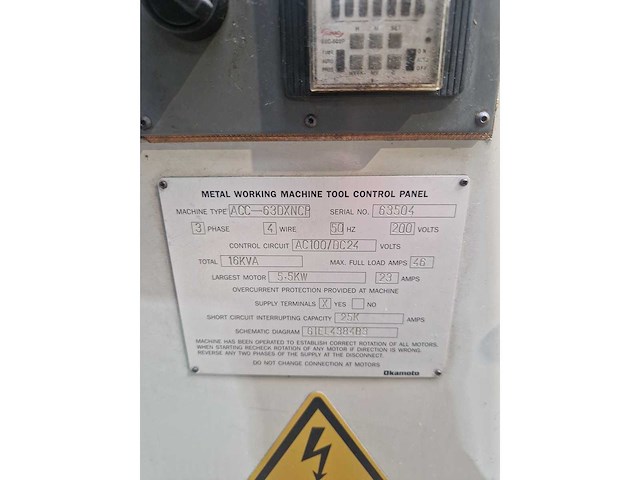 M N SET
METAL WORKING MACHINE TOOL CONTROL PANEL
MACHINE TYPE ACC-63DXNCP SERIAL NO. 63504
3 PHASE 4 WIRE 50 HZ 200 VOLTS
CONTROL CIRCUIT AC100/DC24 VOLTS
TOTAL 16KVA MAX. FULL LOAD AMPS 46
LARGEST MOTOR 5.5KW 23 AMPS
OVERCURRENT PROTECTION PROVIDED AT MACHINE
SUPPLY TERMINALS X YES NO
SHORT CIRCUIT INTERRUPTING CAPACITY 25K AMPS
SCHEMATIC DIAGRAM
MACHINE HAS BEEN OPERATED TO ESTABLISH CORRECT ROTATION OF ALL MOTORS.
WHEN STARTING RECHECK ROTATION OF ANY MOTOR IF DIRECTION IS WRONG.
REVERSE ANY TWO PHASES OF THE SUPPLY AT THE DISCONNECT.
DO NOT CHANGE CONNECTION AT MOTORS
Okamoto